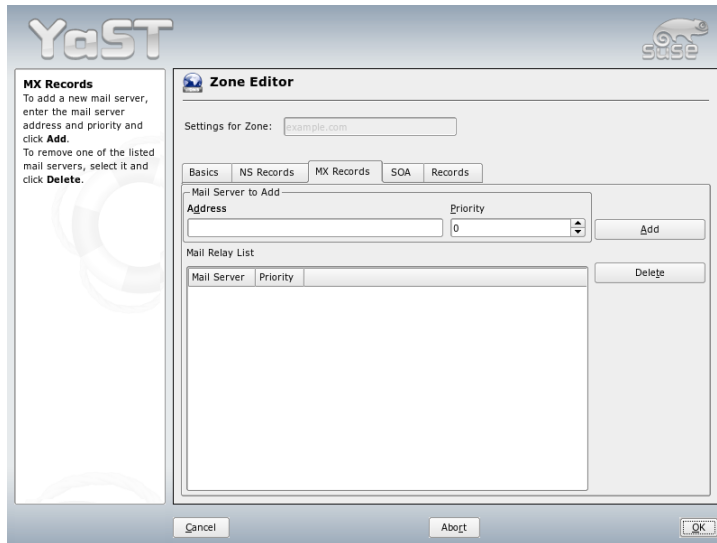 YaST
SUSE
MX Records
To add a new mail server,
enter the mail server
address and priority and
click Add.
To remove one of the listed
mail servers, select it and
click Delete.
Zone Editor
Settings for Zone: example.com
Basics NS Records MX Records SOA Records
Mail Server to Add
Address Priority
0 Add
Mail Relay List
Delete
Mail Server Priority
Cancel Abort OK